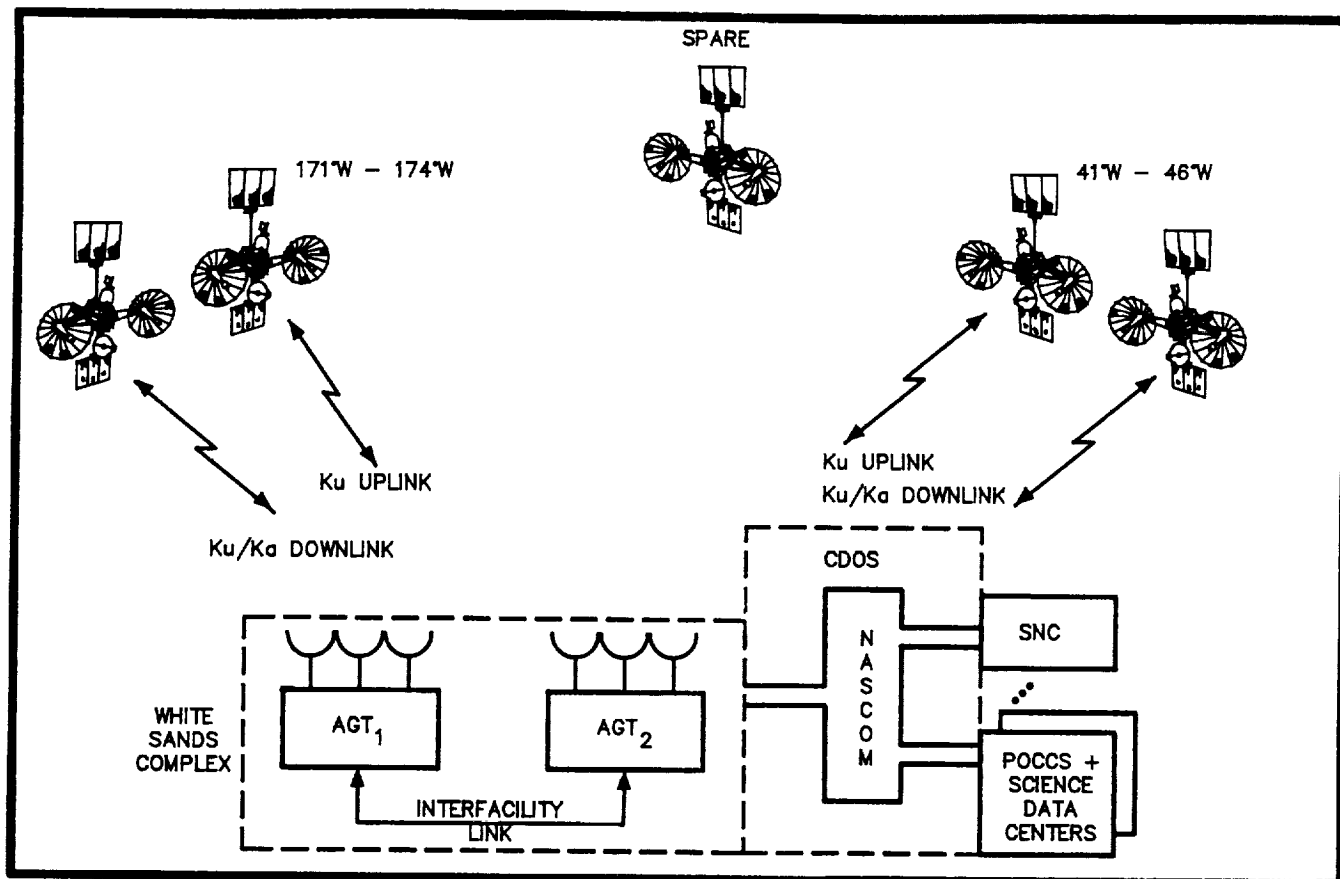 SPARE
171°W – 174°W
41°W – 46°W
Ku UPLINK
Ku/Ka DOWNLINK
Ku UPLINK
Ku/Ka DOWNLINK
WHITE
SANDS
COMPLEX
AGT1
AGT2
INTERFACILITY
LINK
CDOS
NASCOM
SNC
POCCS +
SCIENCE
DATA
CENTERS